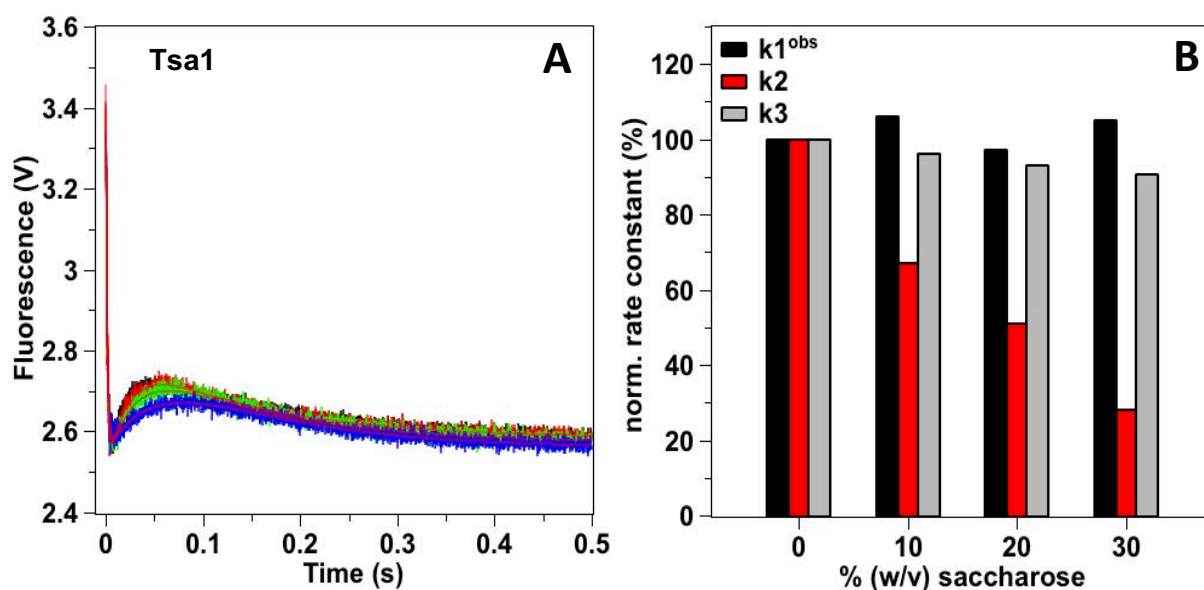 Tsa1
A
Fluorescence (V)
3.6
3.4
3.2
3
2.8
2.6
2.4
0 0.1 0.2 0.3 0.4 0.5
Time (s)
B
k1obs
k2
k3
norm. rate constant (%)
120
100
80
60
40
20
0
0 10 20 30
% (w/v) saccharose